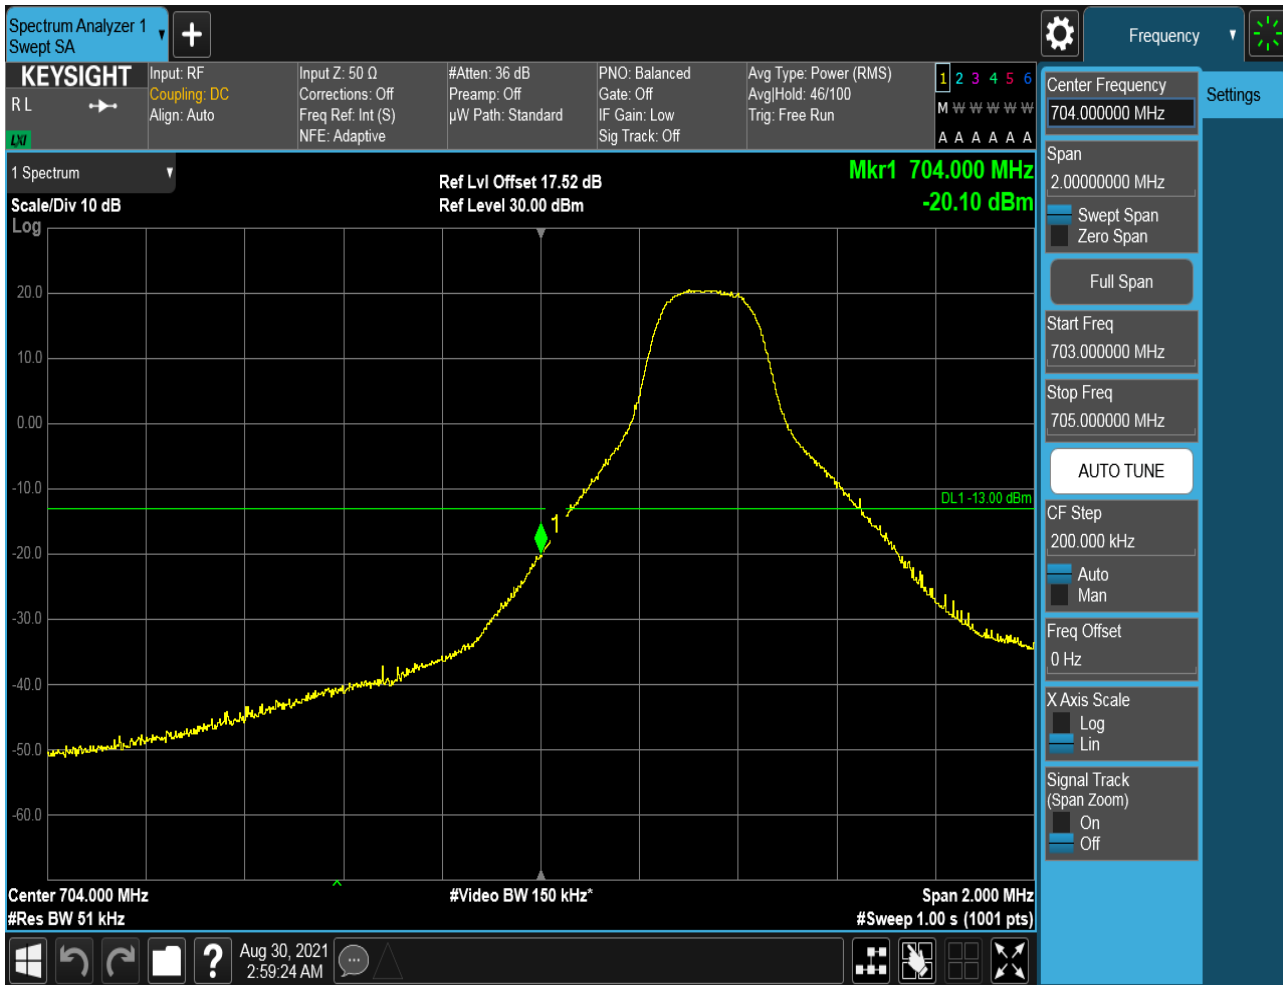 Spectrum Analyzer 1
Swept SA
+
Frequency
KEYSIGHT
R L
LXI
Input: RF
Coupling: DC
Align: Auto
Input Z: 50 Ω
Corrections: Off
Freq Ref: Int (S)
NFE: Adaptive
#Atten: 36 dB
Preamp: Off
µW Path: Standard
PNO: Balanced
Gate: Off
IF Gain: Low
Sig Track: Off
Avg Type: Power (RMS)
Avg|Hold: 46/100
Trig: Free Run
1 2 3 4 5 6
M W W W W W
A A A A A A
1 Spectrum
Scale/Div 10 dB
Log
Ref Lvl Offset 17.52 dB
Ref Level 30.00 dBm
Mkr1 704.000 MHz
-20.10 dBm
20.0
10.0
0.00
-10.0
DL1 -13.00 dBm
1
-20.0
-30.0
-40.0
-50.0
-60.0
Center 704.000 MHz
#Video BW 150 kHz*
Span 2.000 MHz
#Res BW 51 kHz
#Sweep 1.00 s (1001 pts)
?
Aug 30, 2021
2:59:24 AM
Center Frequency
704.000000 MHz
Settings
Span
2.00000000 MHz
Swept Span
Zero Span
Full Span
Start Freq
703.000000 MHz
Stop Freq
705.000000 MHz
AUTO TUNE
CF Step
200.000 kHz
Auto
Man
Freq Offset
0 Hz
X Axis Scale
Log
Lin
Signal Track
(Span Zoom)
On
Off